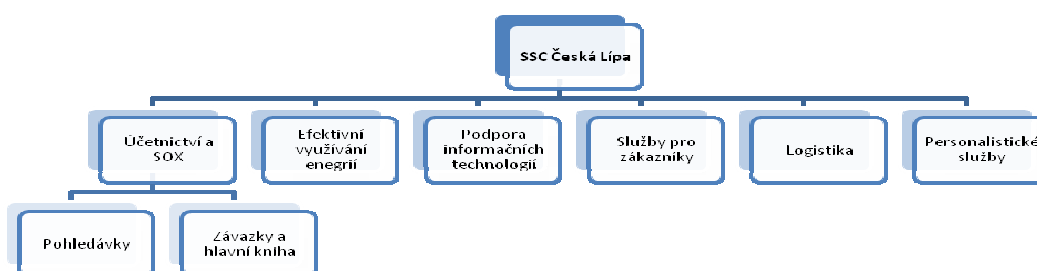 SSC Česká Lípa
Účetnictví a
SOX
Efektivní
využívání
enegrií
Podpora
informačních
technologií
Služby pro
zákazníky
Logistika
Personalistické
služby
Pohledávky
Závazky a
hlavní kniha